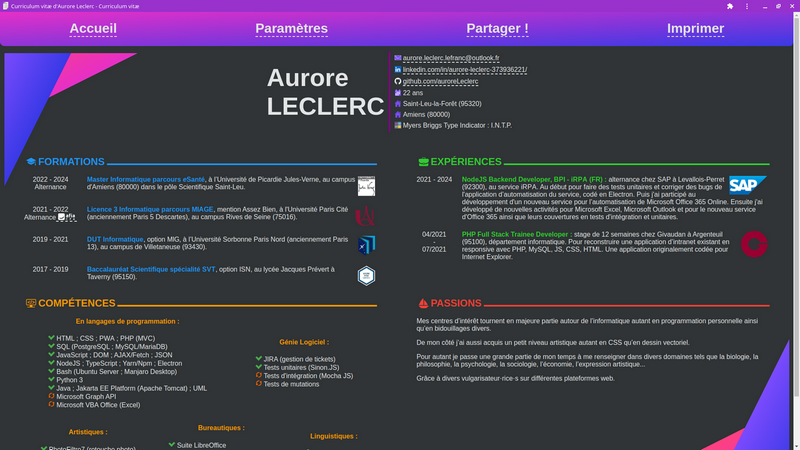 Curriculum vitæ d'Aurore Leclerc - Curriculum vitæ
Accueil
Paramètres
Partager !
Imprimer
Aurore
LECLERC
aurore.leclerc.lefranc@outlook.fr
linkedin.com/in/aurore-leclerc-373936221/
github.com/auroreLeclerc
22 ans
Saint-Leu-la-Forêt (95320)
Amiens (80000)
Myers Briggs Type Indicator : I.N.T.P.
FORMATIONS
2022 - 2024
Alternance
Master Informatique parcours eSanté, à l'Université de Picardie Jules-Verne, au campus
d'Amiens (80000) dans le pôle Scientifique Saint-Leu.
2021 - 2022
Alternance
Licence 3 Informatique parcours MIAGE, mention Assez Bien, à l'Université Paris Cité
(anciennement Paris 5 Descartes), au campus Rives de Seine (75016).
2019 - 2021
DUT Informatique, option MIG, à l'Université Sorbonne Paris Nord (anciennement Paris
13), au campus de Villetaneuse (93430).
2017 - 2019
Baccalauréat Scientifique spécialité SVT, option ISN, au lycée Jacques Prévert à
Taverny (95150).
EXPÉRIENCES
2021 - 2024
NodeJS Backend Developer, BPI - iRPA (FR) : alternance chez SAP à Levallois-Perret
(92300), au service iRPA. Au début pour faire des tests unitaires et corriger des bugs de
l'application d'automatisation du service, codé en Electron. Puis j'ai participé au
développement d'un nouveau service pour l'automatisation de Microsoft Office 365 Online. Ensuite j'ai
développé de nouvelles activités pour Microsoft Excel, Microsoft Outlook et pour le nouveau service
d'Office 365 ainsi que leurs couvertures en tests d'intégration et unitaires.
SAP
04/2021
-
07/2021
PHP Full Stack Trainee Developer : stage de 12 semaines chez Givaudan à Argenteuil
(95100), département informatique. Pour reconstruire une application d'intranet existant en
responsive avec PHP, MySQL, JS, CSS, HTML. Une application originalement codée pour
Internet Explorer.
COMPÉTENCES
En langages de programmation :
HTML ; CSS ; PWA ; PHP (MVC)
SQL (PostgreSQL ; MySQL/MariaDB)
JavaScript ; DOM ; AJAX/Fetch ; JSON
NodeJS ; TypeScript ; Yarn/Npm ; Electron
Bash (Ubuntu Server ; Manjaro Desktop)
Python 3
Java ; Jakarta EE Platform (Apache Tomcat) ; UML
Microsoft Graph API
Microsoft VBA Office (Excel)
Génie Logiciel :
JIRA (gestion de tickets)
Tests unitaires (Sinon.JS)
Tests d'intégration (Mocha JS)
Tests de mutations
Artistiques :
PhotoFiltre7 (retouche photo)
Bureautiques :
Suite LibreOffice
Linguistiques :
PASSIONS
Mes centres d'intérêt tournent en majeure partie autour de l'informatique autant en programmation personnelle ainsi
qu'en bidouillages divers.
De mon côté j'ai aussi acquis un petit niveau artistique autant en CSS qu'en dessin vectoriel.
Pour autant je passe une grande partie de mon temps à me renseigner dans divers domaines tels que la biologie, la
philosophie, la psychologie, la sociologie, l'économie, l'expression artistique...
Grâce à divers vulgarisateur·rice·s sur différentes plateformes web.